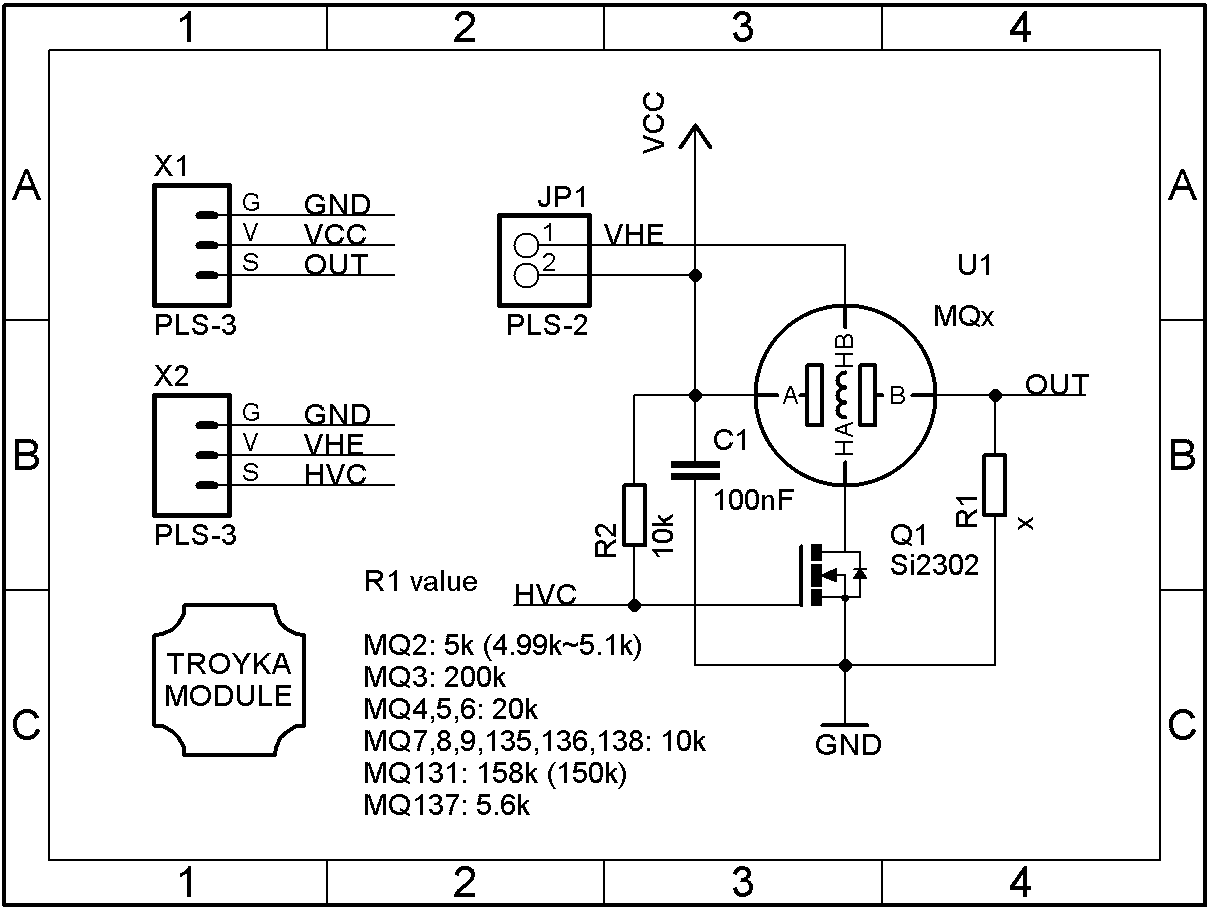 1 2 3 4
A A
B B
C C
1 2 3 4
X1
G GND
V VCC
S OUT
PLS-3
X2
G GND
V VHE
S HVC
PLS-3
TROYKA
MODULE
JP1
1 VHE
2
PLS-2
VCC
U1
MQx
HB
A B
HA
OUT
C1
100nF
R2
10k
R1
x
Q1
Si2302
HVC
GND
R1 value
MQ2: 5k (4.99k~5.1k)
MQ3: 200k
MQ4,5,6: 20k
MQ7,8,9,135,136,138: 10k
MQ131: 158k (150k)
MQ137: 5.6k